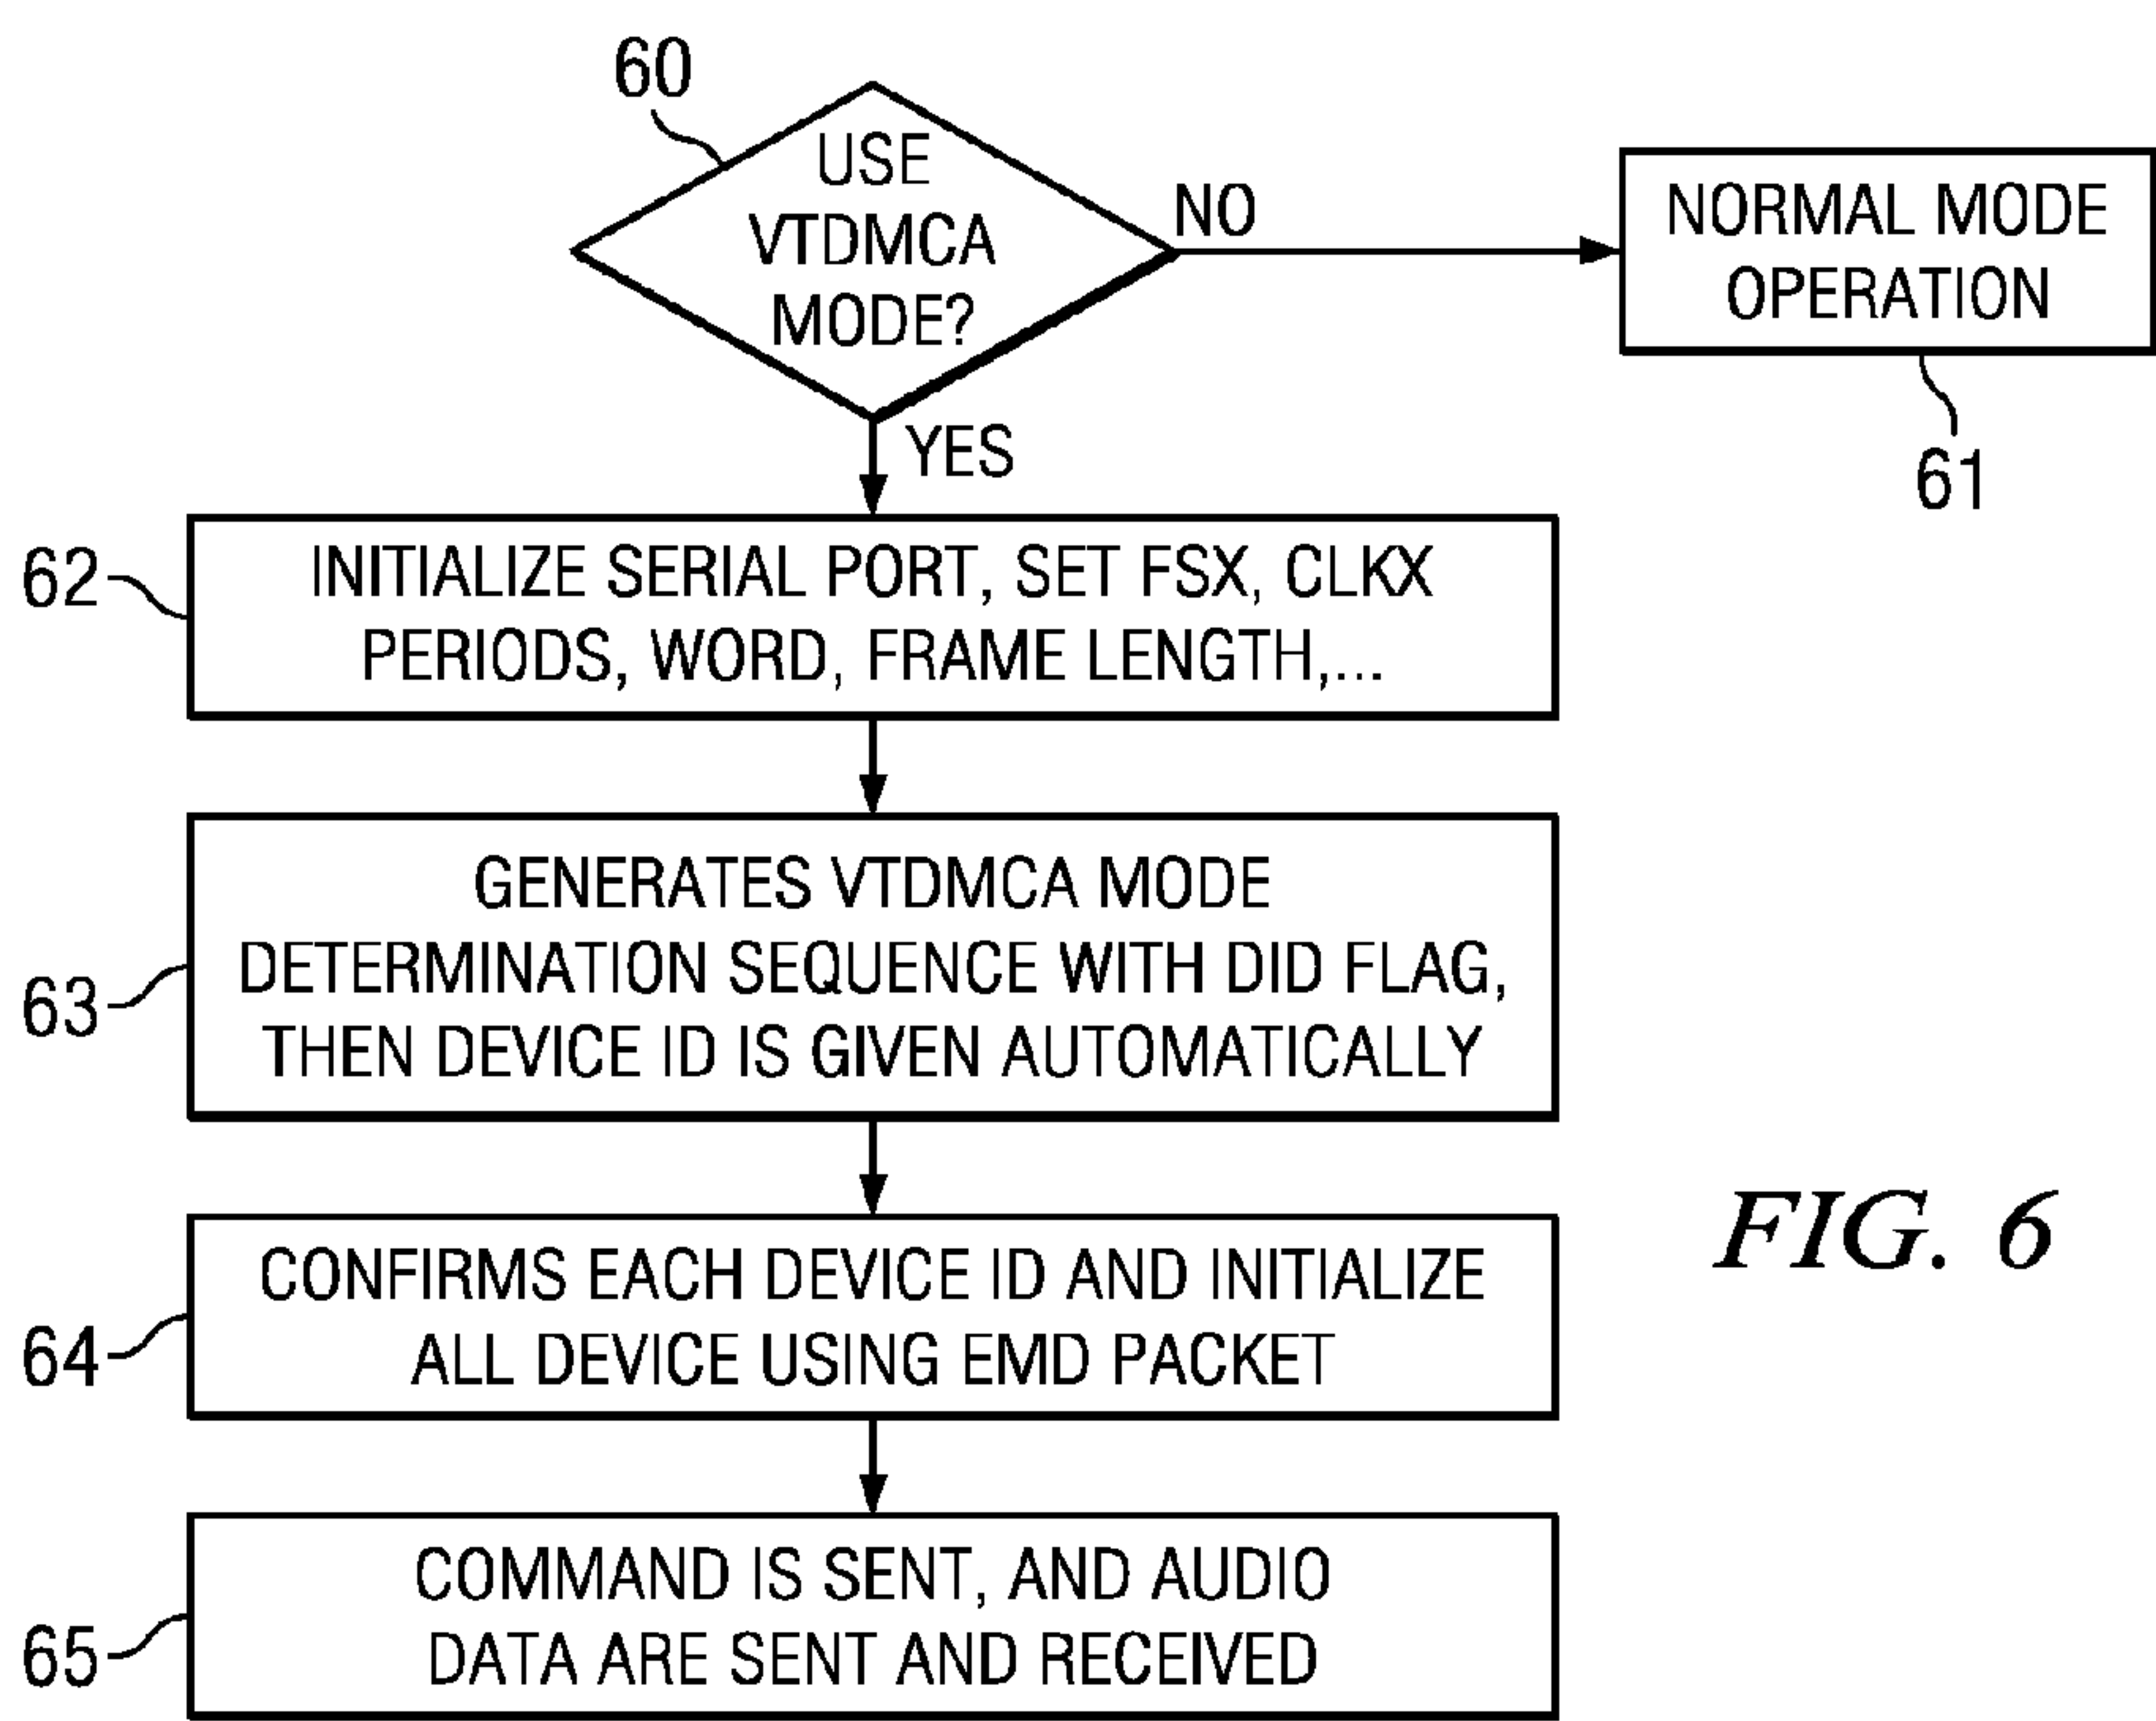 60
USE
VTDMCA
MODE?
NO
NORMAL MODE
OPERATION
61
YES
62
INITIALIZE SERIAL PORT, SET FSX, CLKX
PERIODS, WORD, FRAME LENGTH,...
63
GENERATES VTDMCA MODE
DETERMINATION SEQUENCE WITH DID FLAG,
THEN DEVICE ID IS GIVEN AUTOMATICALLY
64
CONFIRMS EACH DEVICE ID AND INITIALIZE
ALL DEVICE USING EMD PACKET
FIG. 6
65
COMMAND IS SENT, AND AUDIO
DATA ARE SENT AND RECEIVED